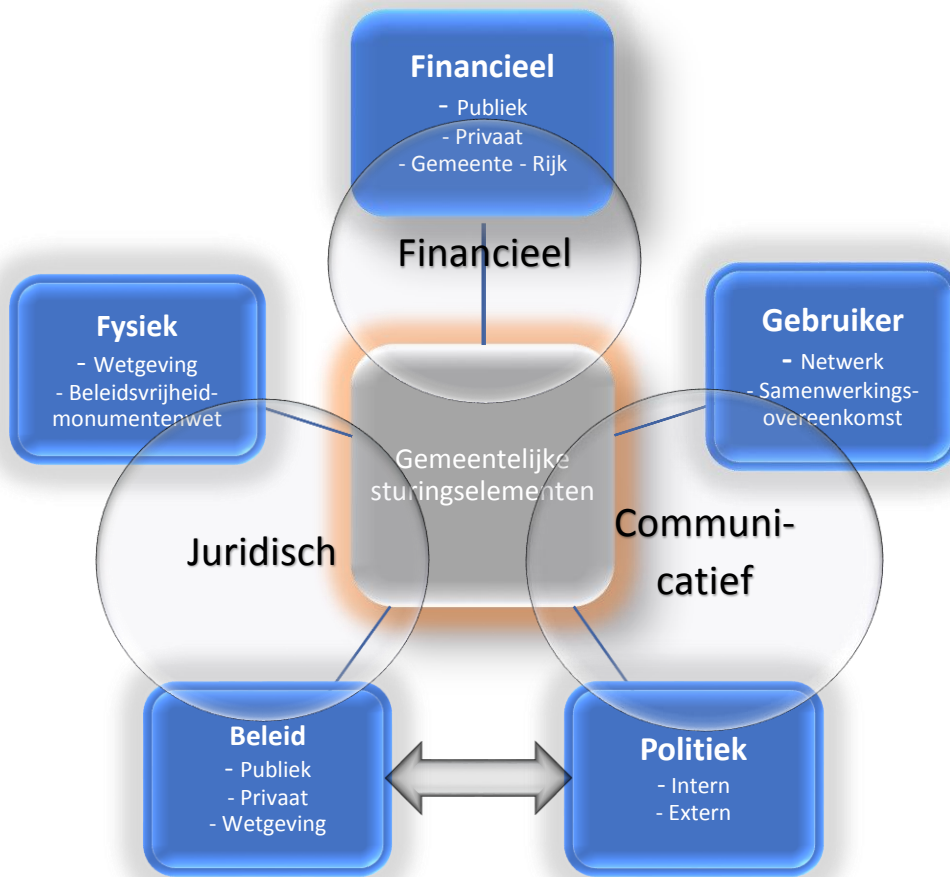 Financieel
- Publiek
- Privaat
- Gemeente - Rijk
Financieel
Fysiek
- Wetgeving
- Beleidsvrijheid-
monumentenwet
Gebruiker
- Netwerk
- Samenwerkings-
overeenkomst
Gemeentelijke
sturingselementen
Juridisch
Communi-
catief
Beleid
- Publiek
- Privaat
- Wetgeving
Politiek
- Intern
- Extern